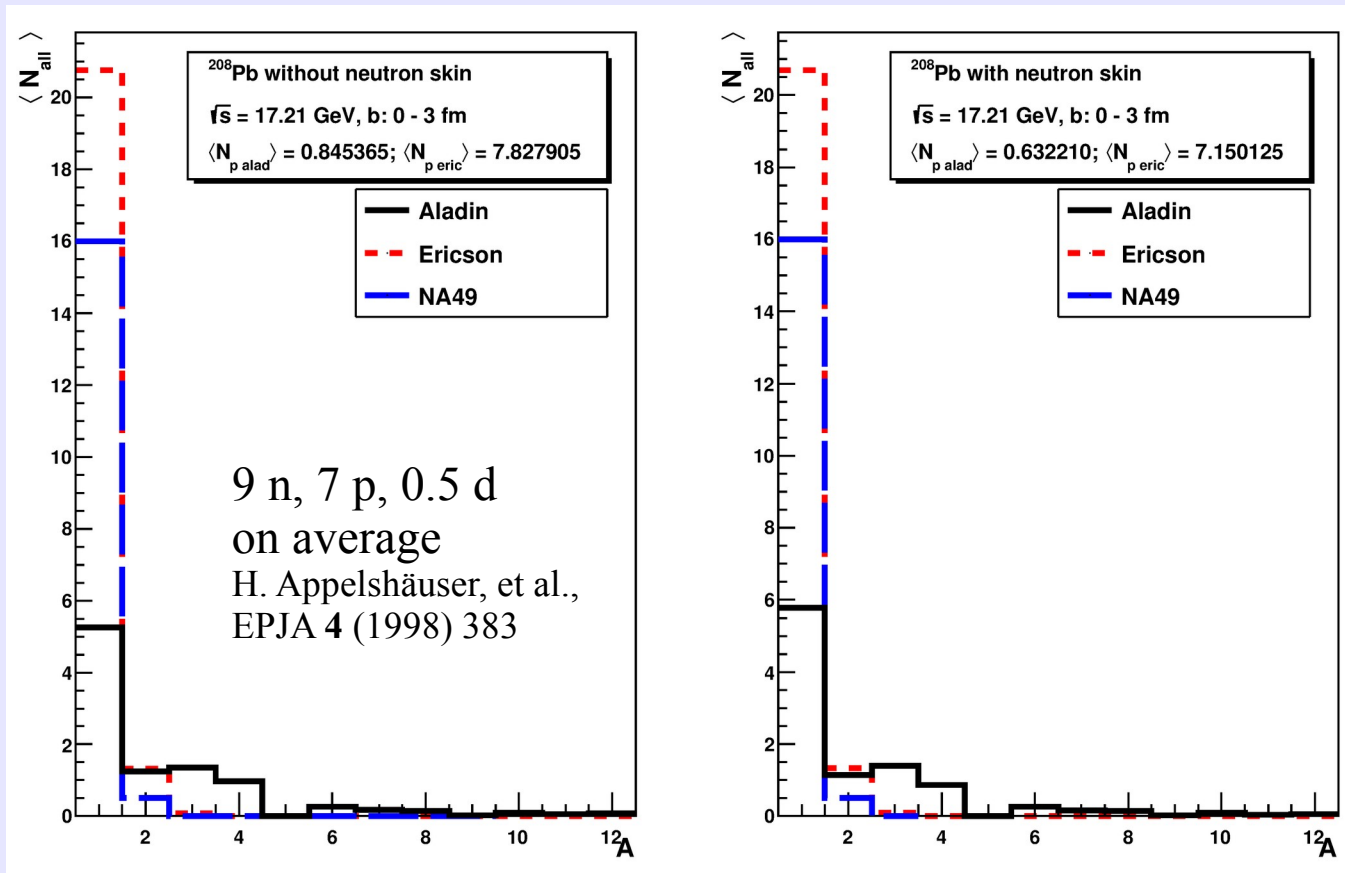 ⟨ N_all ⟩
²⁰⁸Pb without neutron skin
√s = 17.21 GeV, b: 0 - 3 fm
⟨N_p alad⟩ = 0.845365; ⟨N_p eric⟩ = 7.827905
Aladin
Ericson
NA49
20
18
16
14
12
10
8
6
4
2
0
9 n, 7 p, 0.5 d
on average
H. Appelshäuser, et al.,
EPJA 4 (1998) 383
2 4 6 8 10 12
A
⟨ N_all ⟩
²⁰⁸Pb with neutron skin
√s = 17.21 GeV, b: 0 - 3 fm
⟨N_p alad⟩ = 0.632210; ⟨N_p eric⟩ = 7.150125
Aladin
Ericson
NA49
20
18
16
14
12
10
8
6
4
2
0
2 4 6 8 10 12
A